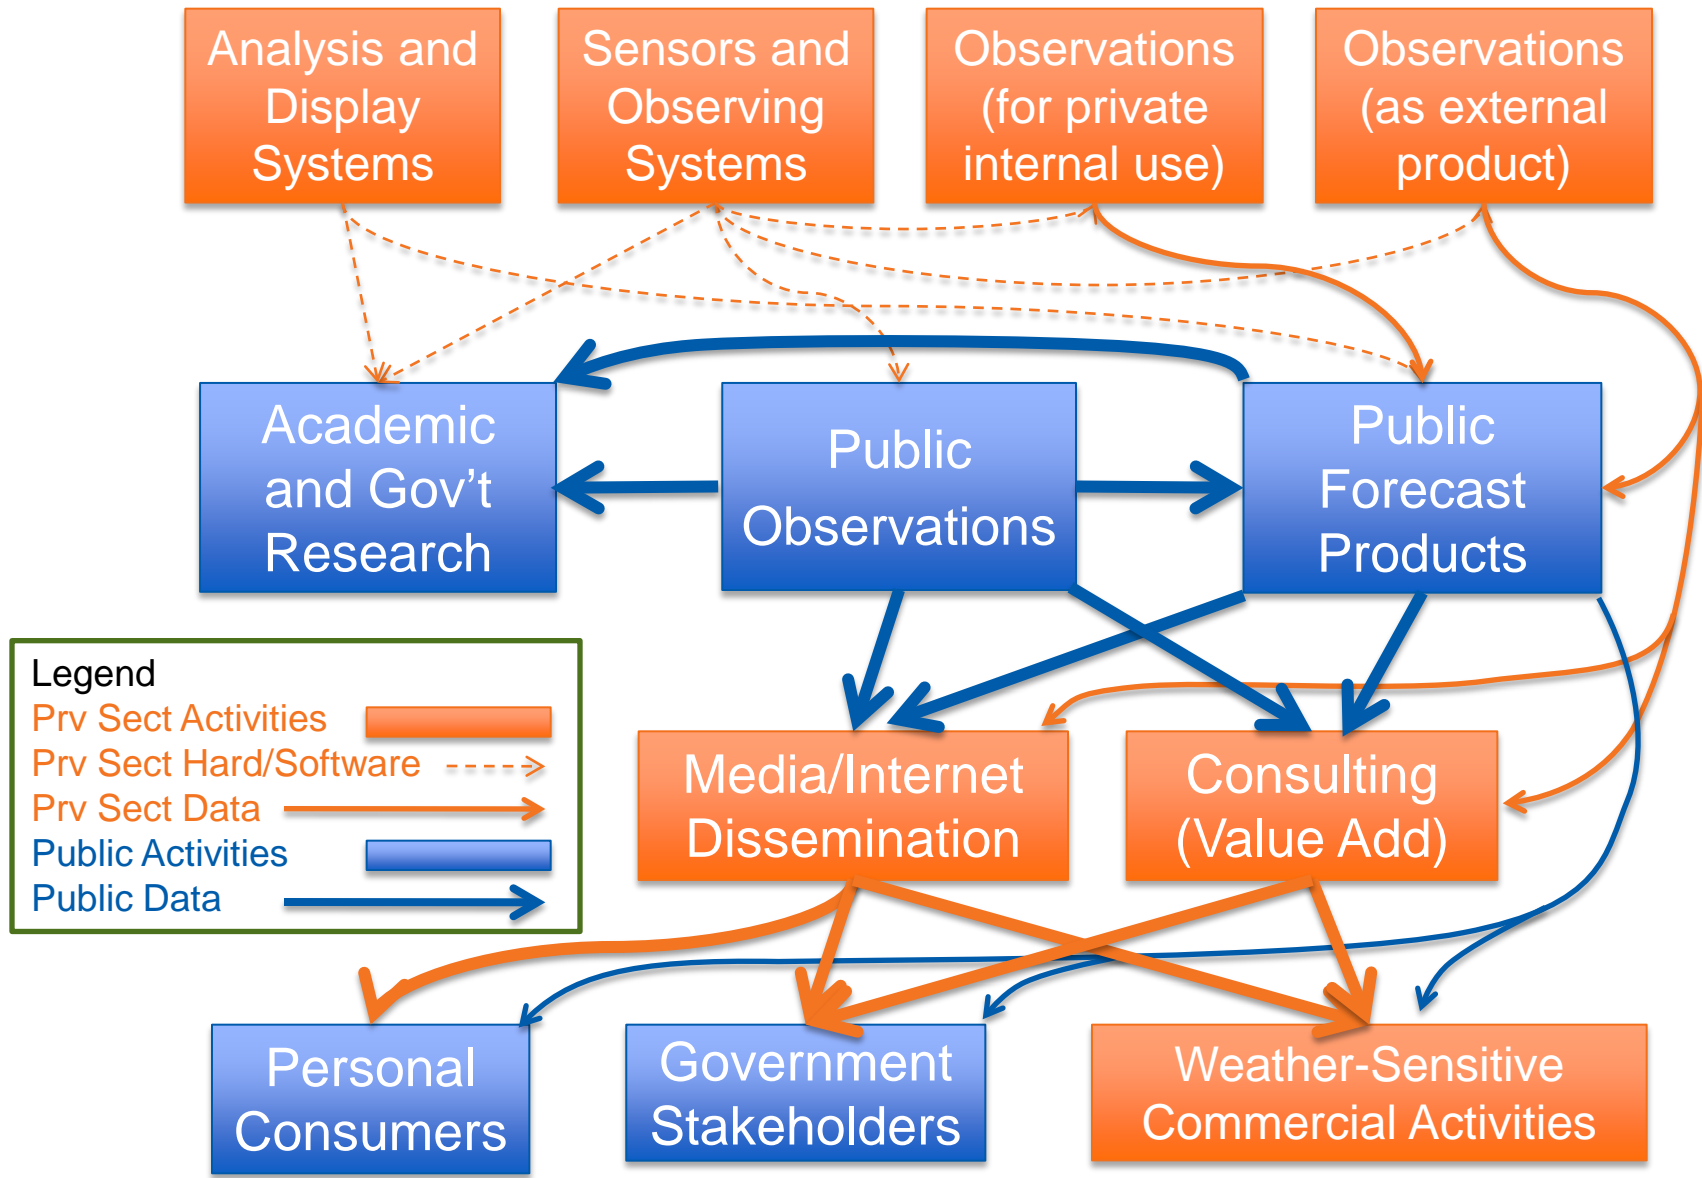 Analysis and
Display
Systems
Sensors and
Observing
Systems
Observations
(for private
internal use)
Observations
(as external
product)
Academic
and Gov't
Research
Public
Observations
Public
Forecast
Products
Legend
Prv Sect Activities
Prv Sect Hard/Software
Prv Sect Data
Public Activities
Public Data
Media/Internet
Dissemination
Consulting
(Value Add)
Personal
Consumers
Government
Stakeholders
Weather-Sensitive
Commercial Activities